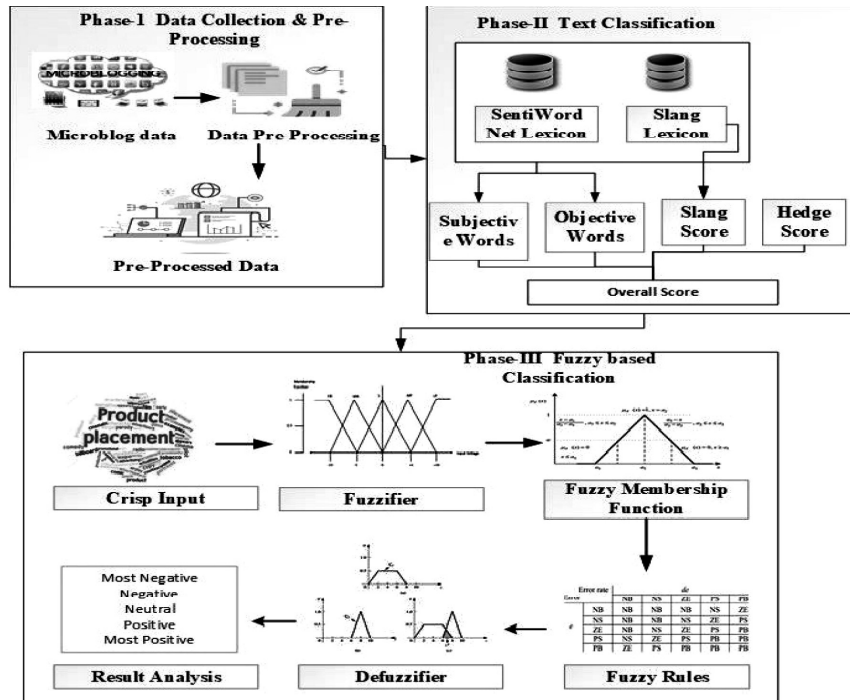 Phase-1 Data Collection & Pre-
Processing
MICROBLOGGING
Microblog data
Data Pre Processing
Pre-Processed Data
Phase-II Text Classification
SentiWord
Net Lexicon
Slang
Lexicon
Subjectiv
e Words
Objective
Words
Slang
Score
Hedge
Score
Overall Score
Phase-III Fuzzy based
Classification
Product
placement
Crisp Input
Fuzzifier
Fuzzy Membership
Function
Most Negative
Negative
Neutral
Positive
Most Positive
Result Analysis
Defuzzifier
Error rate de
Error NB NS ZE PS PB
e
NB NB NB NB NS ZE
NS NB NB NS ZE PS
ZE NB NS ZE PS PB
PS NS ZE PS PB PB
PB ZE PS PB PB PB
Fuzzy Rules